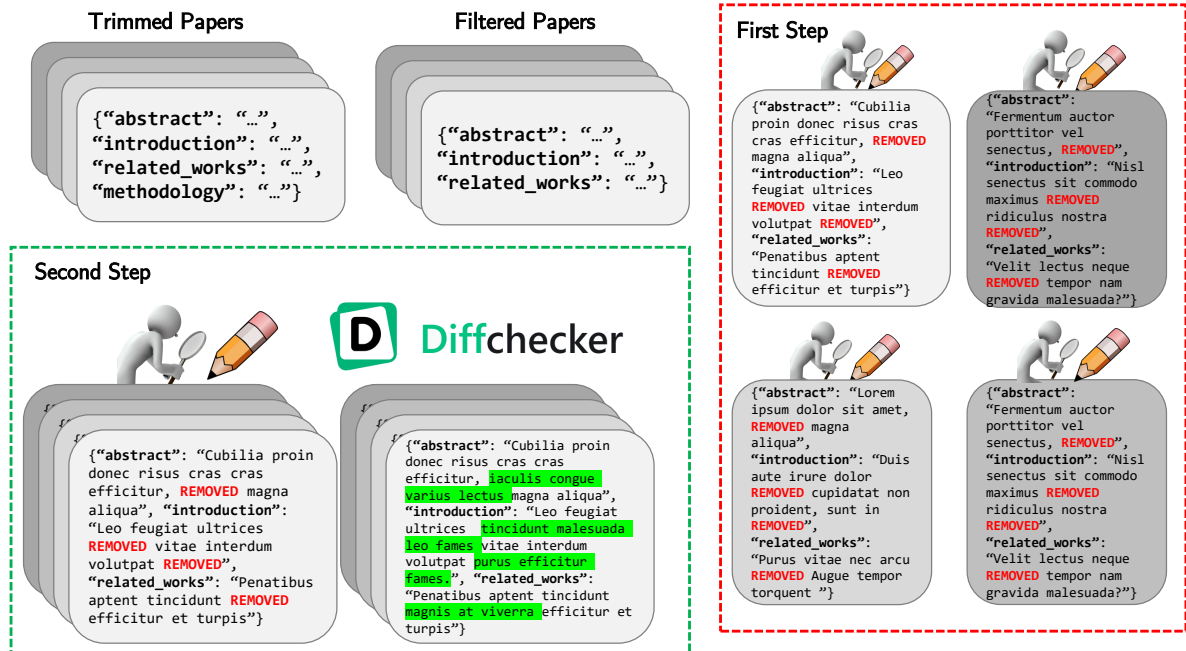 Trimmed Papers
{“abstract”: “…”,
“introduction”: “…”,
“related_works”: “…”,
“methodology”: “…”}
Filtered Papers
{“abstract”: “…”,
“introduction”: “…”,
“related_works”: “…”}
First Step
{“abstract”: “Cubilia
proin donec risus cras
cras efficitur, REMOVED
magna aliqua”,
“introduction”: “Leo
feugiat ultrices
REMOVED vitae interdum
volutpat REMOVED”,
“related_works”:
“Penatibus aptent
tincidunt REMOVED
efficitur et turpis”}
{“abstract”:
“Fermentum auctor
porttitor vel
senectus, REMOVED”,
“introduction”: “Nisl
senectus sit commodo
maximus REMOVED
ridiculus nostra
REMOVED”,
“related_works”:
“Velit lectus neque
REMOVED tempor nam
gravida malesuada?”}
{“abstract”: “Lorem
ipsum dolor sit amet,
REMOVED magna
aliqua”,
“introduction”: “Duis
aute irure dolor
REMOVED cupidatat non
proident, sunt in
REMOVED”,
“related_works”:
“Purus vitae nec arcu
REMOVED Augue tempor
torquent ”}
{“abstract”:
“Fermentum auctor
porttitor vel
senectus, REMOVED”,
“introduction”: “Nisl
senectus sit commodo
maximus REMOVED
ridiculus nostra
REMOVED”,
“related_works”:
“Velit lectus neque
REMOVED tempor nam
gravida malesuada?”}
Second Step
D Diffchecker
{“abstract”: “Cubilia proin
donec risus cras cras
efficitur, REMOVED magna
aliqua”, “introduction”:
“Leo feugiat ultrices
REMOVED vitae interdum
volutpat REMOVED”,
“related_works”: “Penatibus
aptent tincidunt REMOVED
efficitur et turpis”}
{“abstract”: “Cubilia proin
donec risus cras cras
efficitur, iaculis congue
varius lectus magna aliqua”,
“introduction”: “Leo feugiat
ultrices tincidunt malesuada
leo fames vitae interdum
volutpat purus efficitur
fames.”, “related_works”:
“Penatibus aptent tincidunt
magnis at viverra efficitur et
turpis”}